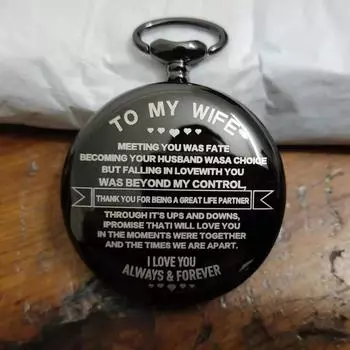 TO MY WIFE
MEETING YOU WAS FATE
BECOMING YOUR HUSBAND WASA CHOICE
BUT FALLING IN LOVEWITH YOU
WAS BEYOND MY CONTROL,
THANK YOU FOR BEING A GREAT LIFE PARTNER
THROUGH IT'S UPS AND DOWNS,
IPROMISE THATI WILL LOVE YOU
IN THE MOMENTS WERE TOGETHER
AND THE TIMES WE ARE APART.
I LOVE YOU
ALWAYS & FOREVER